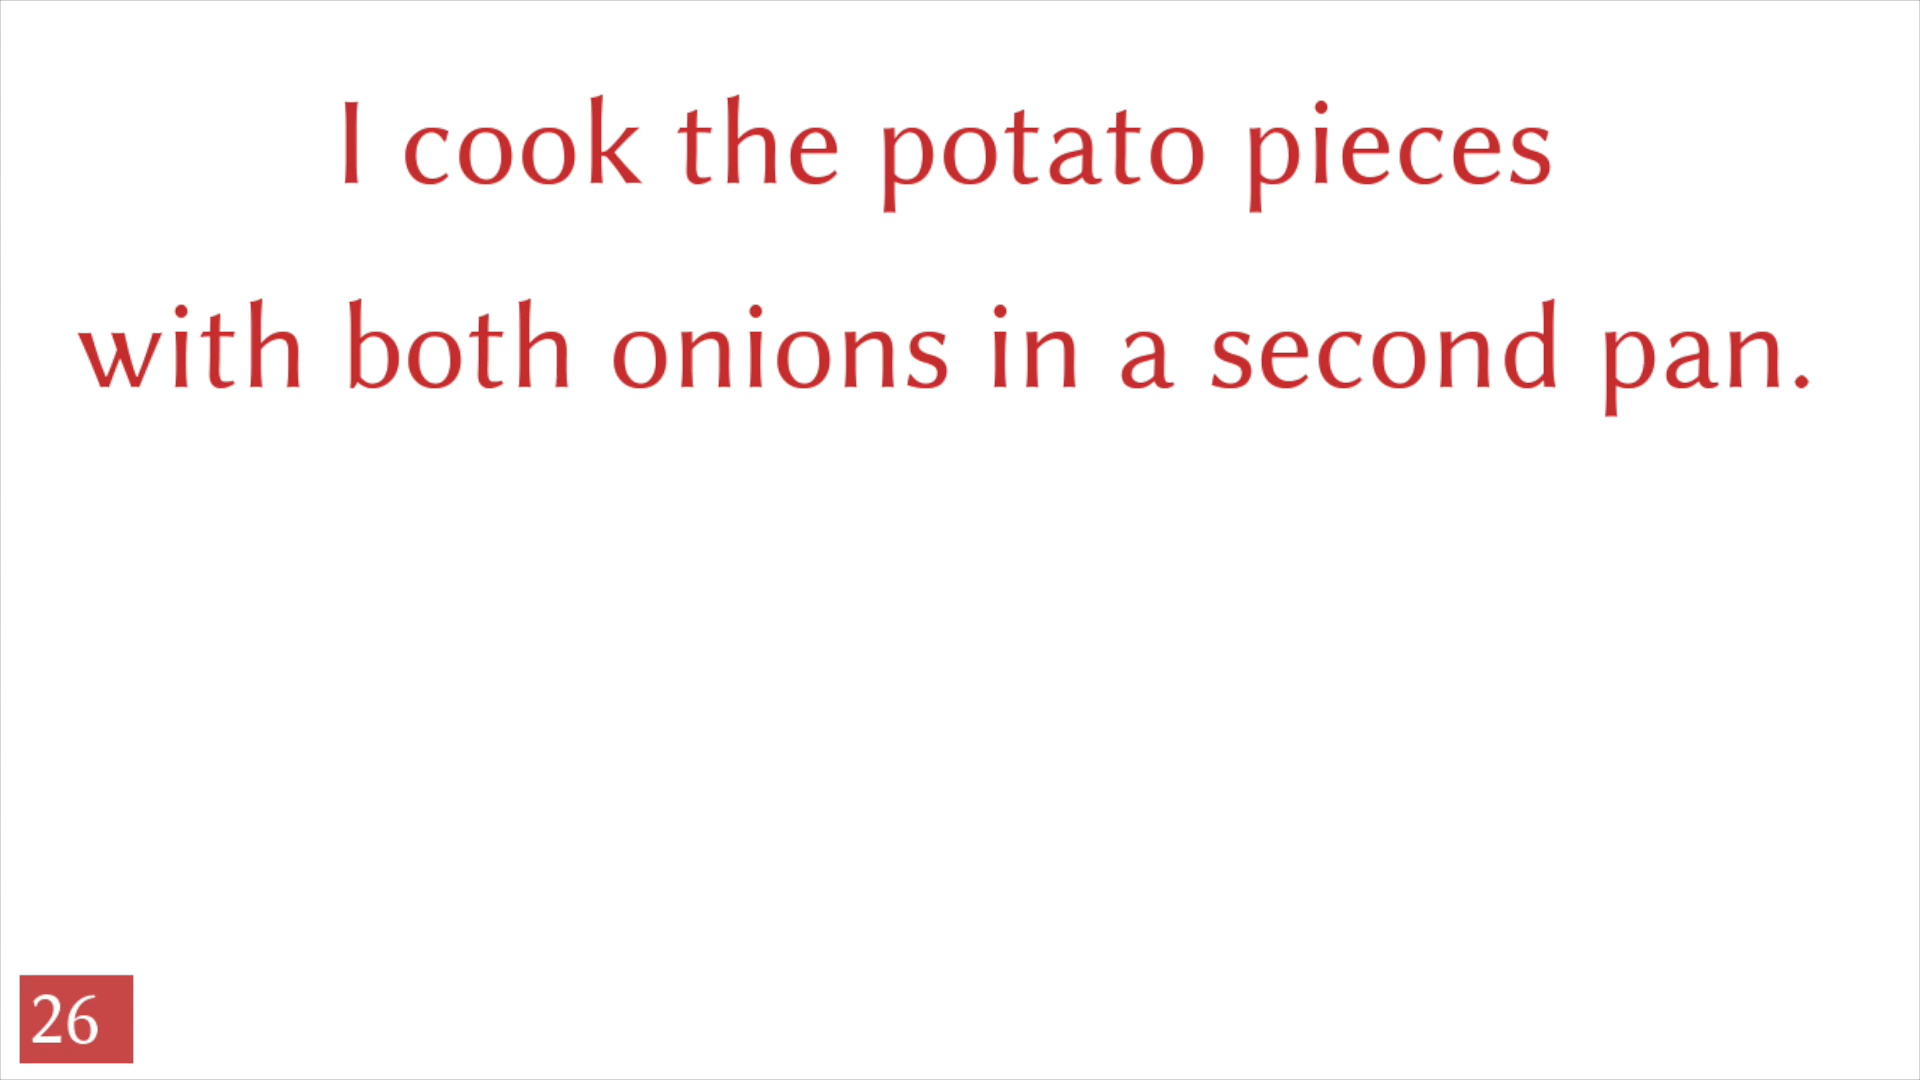 I cook the potato pieces
with both onions in a second pan.
26